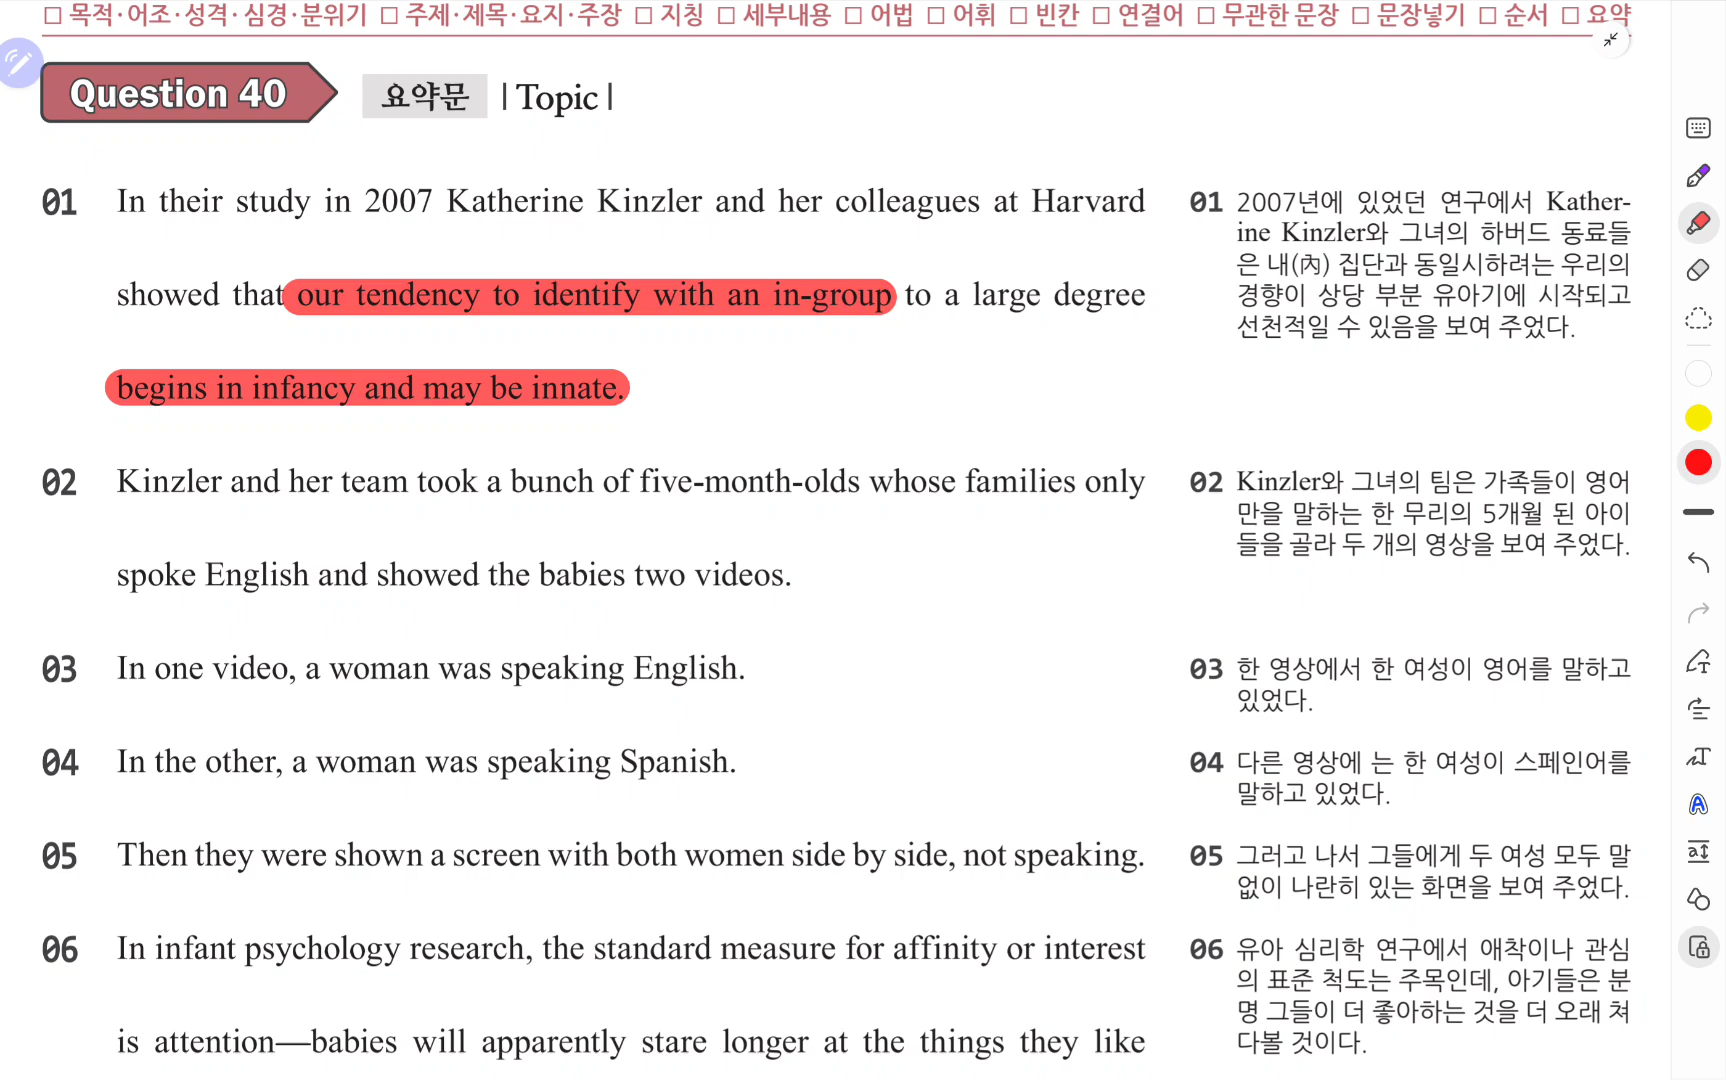 □ 목적·어조·성격·심경·분위기 □ 주제·제목·요지·주장 □ 지칭 □ 세부내용 □ 어법 □ 어휘 □ 빈칸 □ 연결어 □ 무관한 문장 □ 문장넣기 □ 순서 □ 요약
Question 40 요약문 | Topic |
01 In their study in 2007 Katherine Kinzler and her colleagues at Harvard
showed that our tendency to identify with an in-group to a large degree
begins in infancy and may be innate.
01 2007년에 있었던 연구에서 Kather-
ine Kinzler와 그녀의 하버드 동료들
은 내(內) 집단과 동일시하려는 우리의
경향이 상당 부분 유아기에 시작되고
선천적일 수 있음을 보여 주었다.
02 Kinzler and her team took a bunch of five-month-olds whose families only
spoke English and showed the babies two videos.
02 Kinzler와 그녀의 팀은 가족들이 영어
만을 말하는 한 무리의 5개월 된 아이
들을 골라 두 개의 영상을 보여 주었다.
03 In one video, a woman was speaking English.
03 한 영상에서 한 여성이 영어를 말하고
있었다.
04 In the other, a woman was speaking Spanish.
04 다른 영상에 는 한 여성이 스페인어를
말하고 있었다.
05 Then they were shown a screen with both women side by side, not speaking.
05 그러고 나서 그들에게 두 여성 모두 말
없이 나란히 있는 화면을 보여 주었다.
06 In infant psychology research, the standard measure for affinity or interest
is attention—babies will apparently stare longer at the things they like
06 유아 심리학 연구에서 애착이나 관심
의 표준 척도는 주목인데, 아기들은 분
명 그들이 더 좋아하는 것을 더 오래 쳐
다볼 것이다.